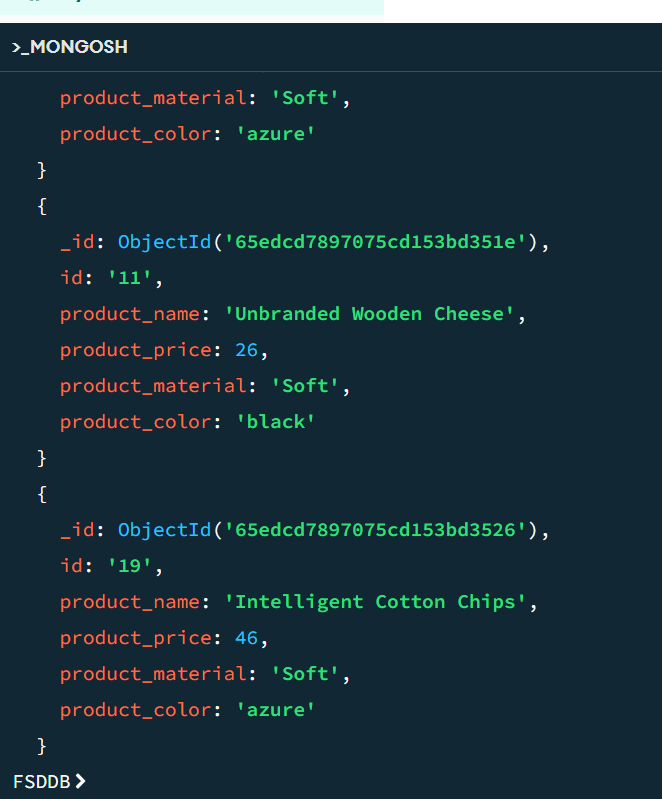 >_MONGOSH
product_material: 'Soft',
product_color: 'azure'
}
{
_id: ObjectId('65edcd7897075cd153bd351e'),
id: '11',
product_name: 'Unbranded Wooden Cheese',
product_price: 26,
product_material: 'Soft',
product_color: 'black'
}
{
_id: ObjectId('65edcd7897075cd153bd3526'),
id: '19',
product_name: 'Intelligent Cotton Chips',
product_price: 46,
product_material: 'Soft',
product_color: 'azure'
}
FSDDB>